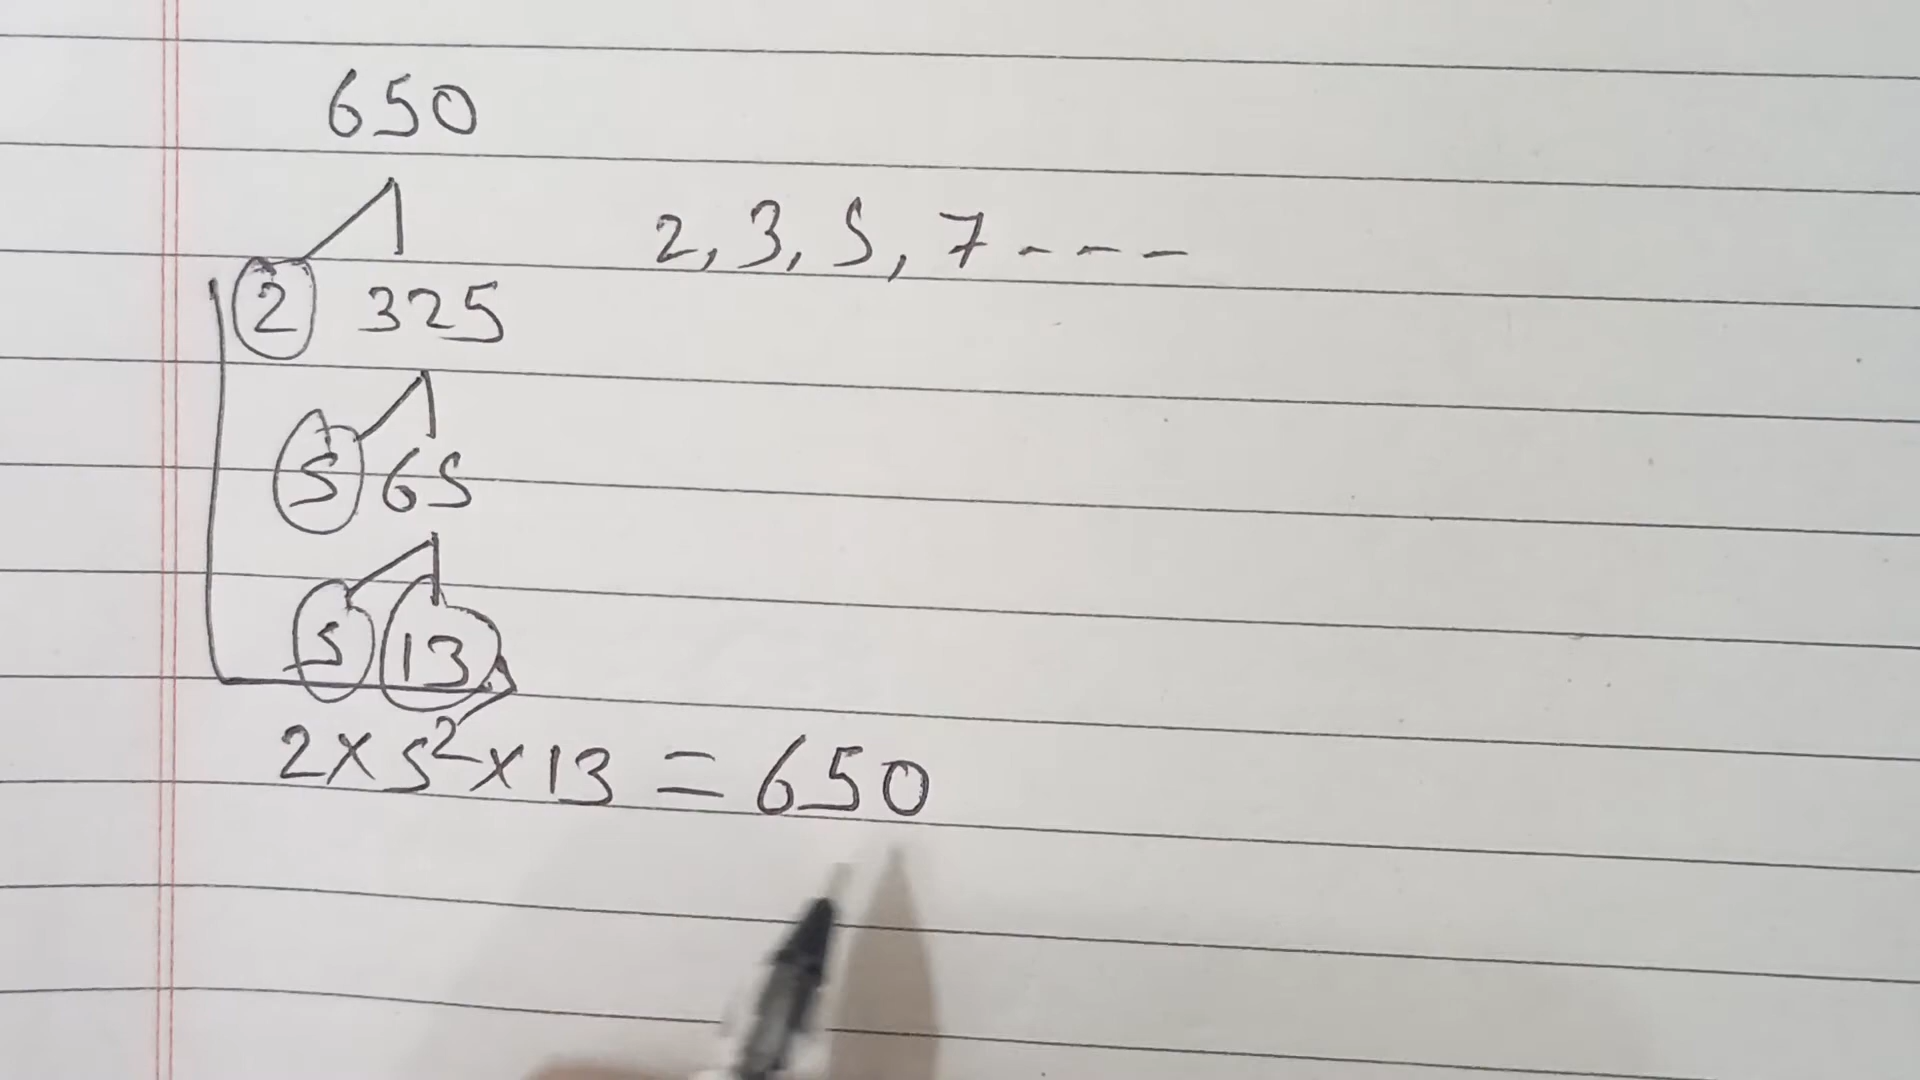 650
2, 3, 5, 7 - - -
2 325
5 65
5 13
2 × 5² × 13 = 650